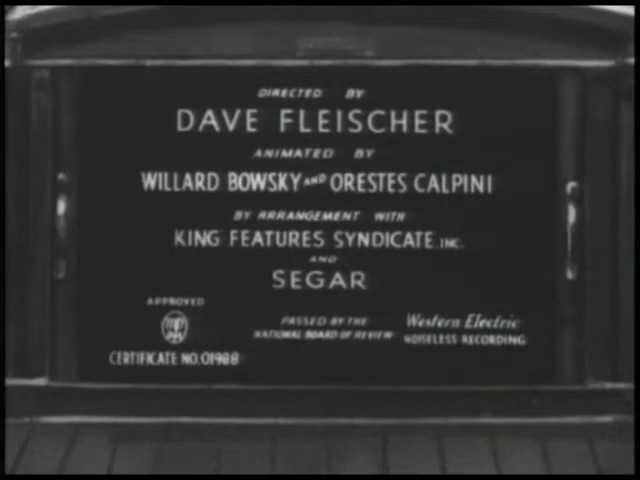 DIRECTED BY
DAVE FLEISCHER
ANIMATED BY
WILLARD BOWSKY AND ORESTES CALPINI
BY ARRANGEMENT WITH
KING FEATURES SYNDICATE, INC.
AND
SEGAR
APPROVED
CERTIFICATE NO. 01988
PASSED BY THE
NATIONAL BOARD OF REVIEW
Western Electric
NOISELESS RECORDING